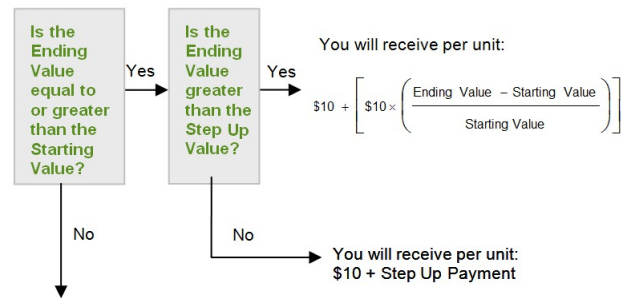 Is the
Ending
Value
equal to
or greater
than the
Starting
Value?
Yes
Is the
Ending
Value
greater
than the
Step Up
Value?
Yes
You will receive per unit:
$10 + [ $10 × ( Ending Value – Starting Value
Starting Value ) ]
No
No
You will receive per unit:
$10 + Step Up Payment